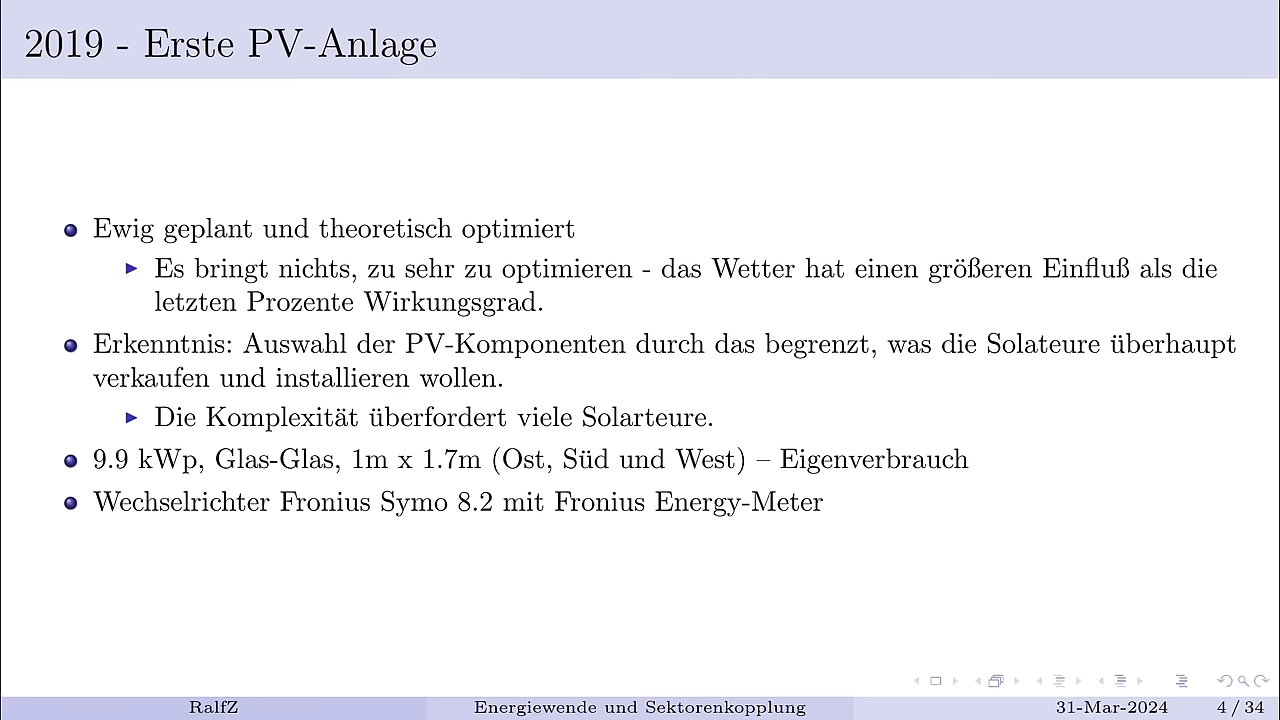 2019 - Erste PV-Anlage
Ewig geplant und theoretisch optimiert
Es bringt nichts, zu sehr zu optimieren - das Wetter hat einen größeren Einfluß als die
letzten Prozente Wirkungsgrad.
Erkenntnis: Auswahl der PV-Komponenten durch das begrenzt, was die Solateure überhaupt
verkaufen und installieren wollen.
Die Komplexität überfordert viele Solarteure.
9.9 kWp, Glas-Glas, 1m x 1.7m (Ost, Süd und West) – Eigenverbrauch
Wechselrichter Fronius Symo 8.2 mit Fronius Energy-Meter
RalfZ Energiewende und Sektorenkopplung 31-Mar-2024 4 / 34